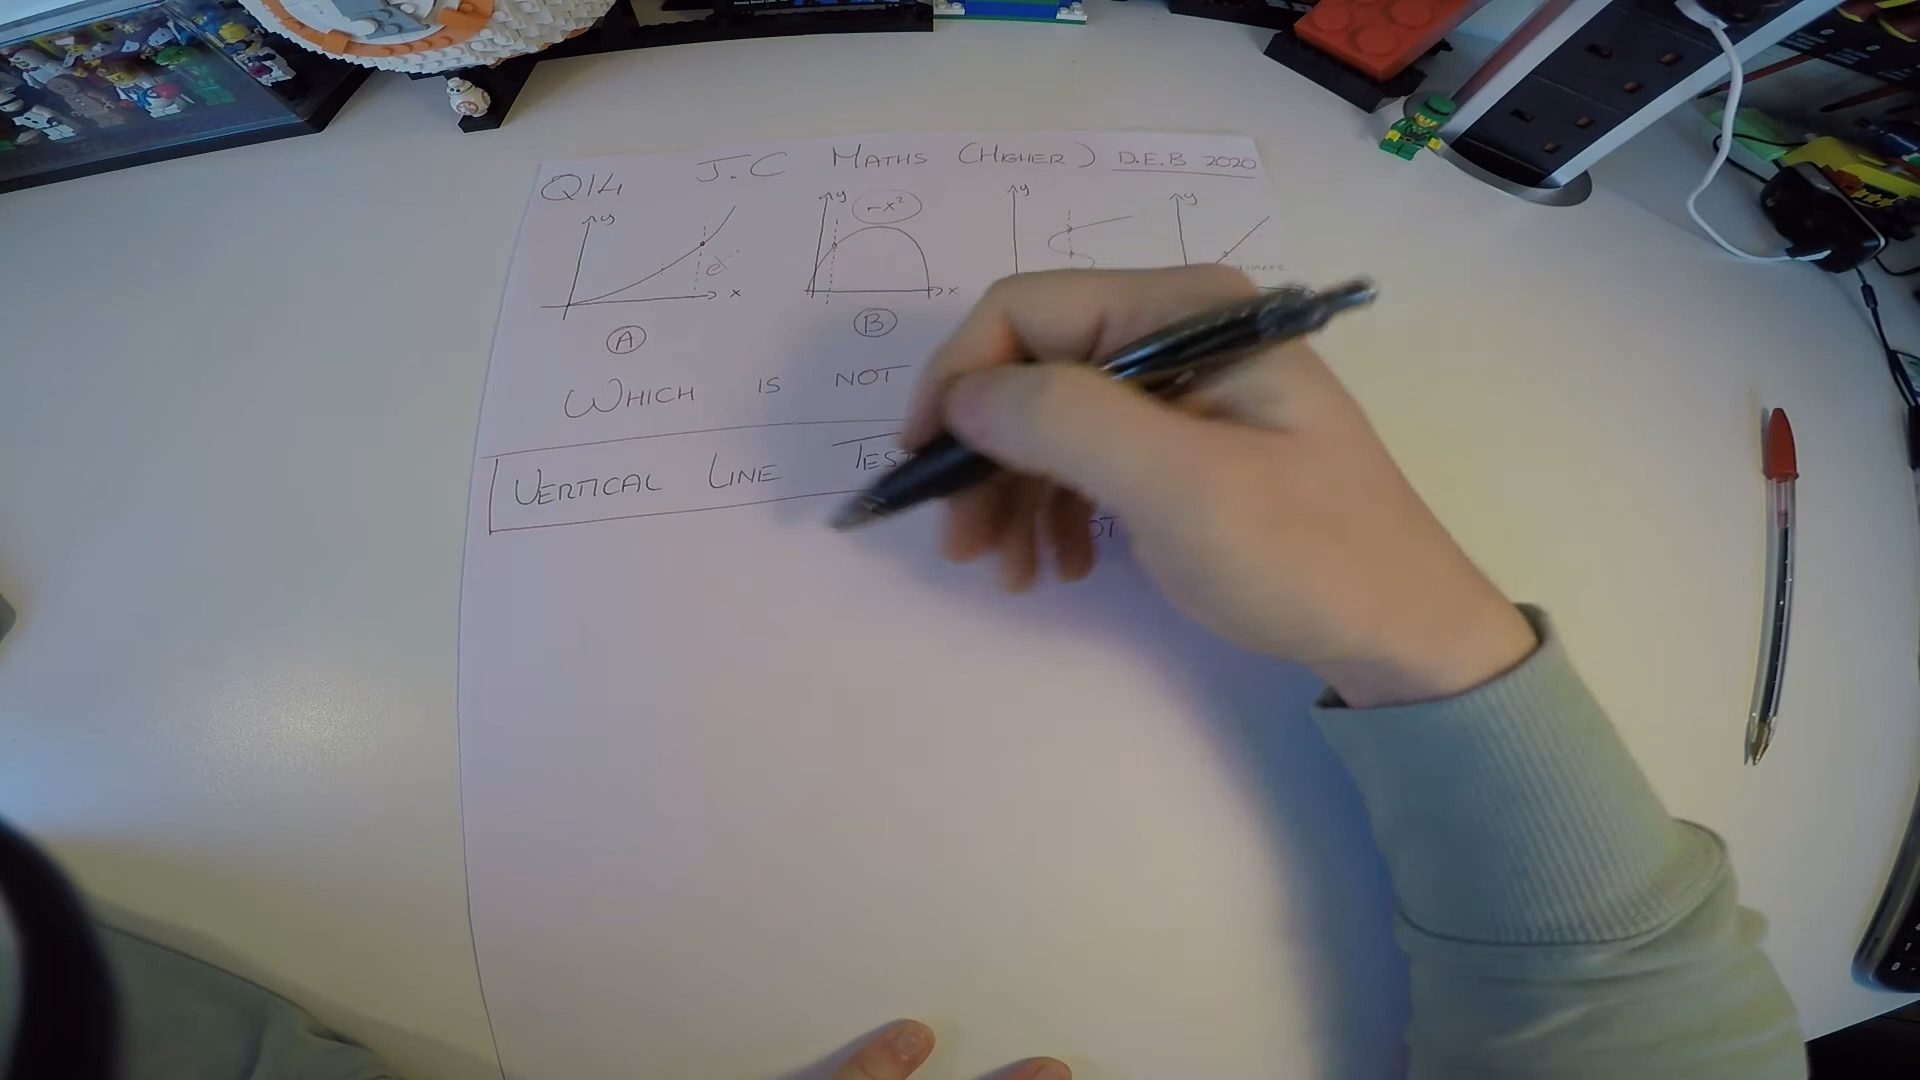 J.C. MATHS (HIGHER) D.E.B 2020
Q14
y y -x² y y
x x
A B
WHICH IS NOT
VERTICAL LINE TEST